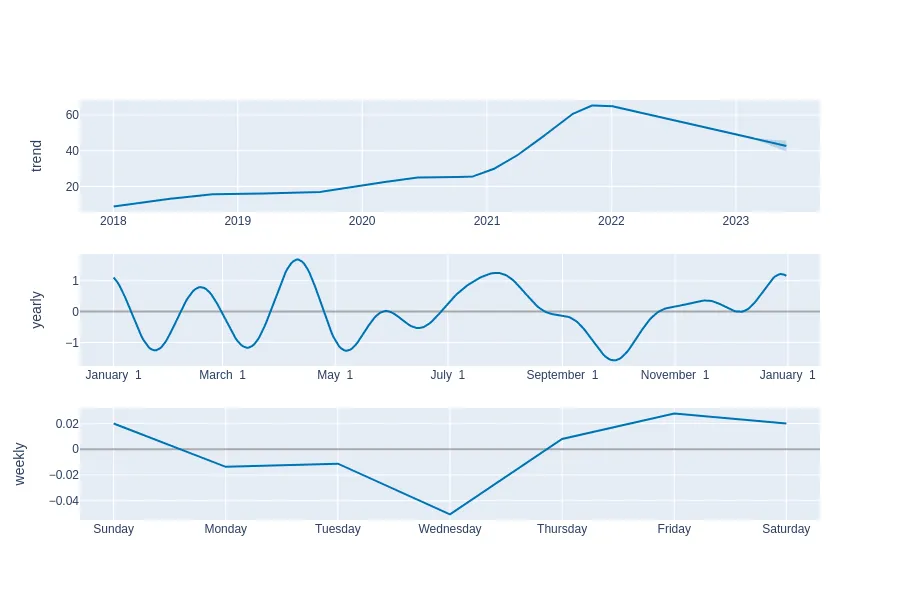 trend
60
40
20
2018 2019 2020 2021 2022 2023
yearly
1
0
−1
January 1 March 1 May 1 July 1 September 1 November 1 January 1
weekly
0.02
0
−0.02
−0.04
Sunday Monday Tuesday Wednesday Thursday Friday Saturday